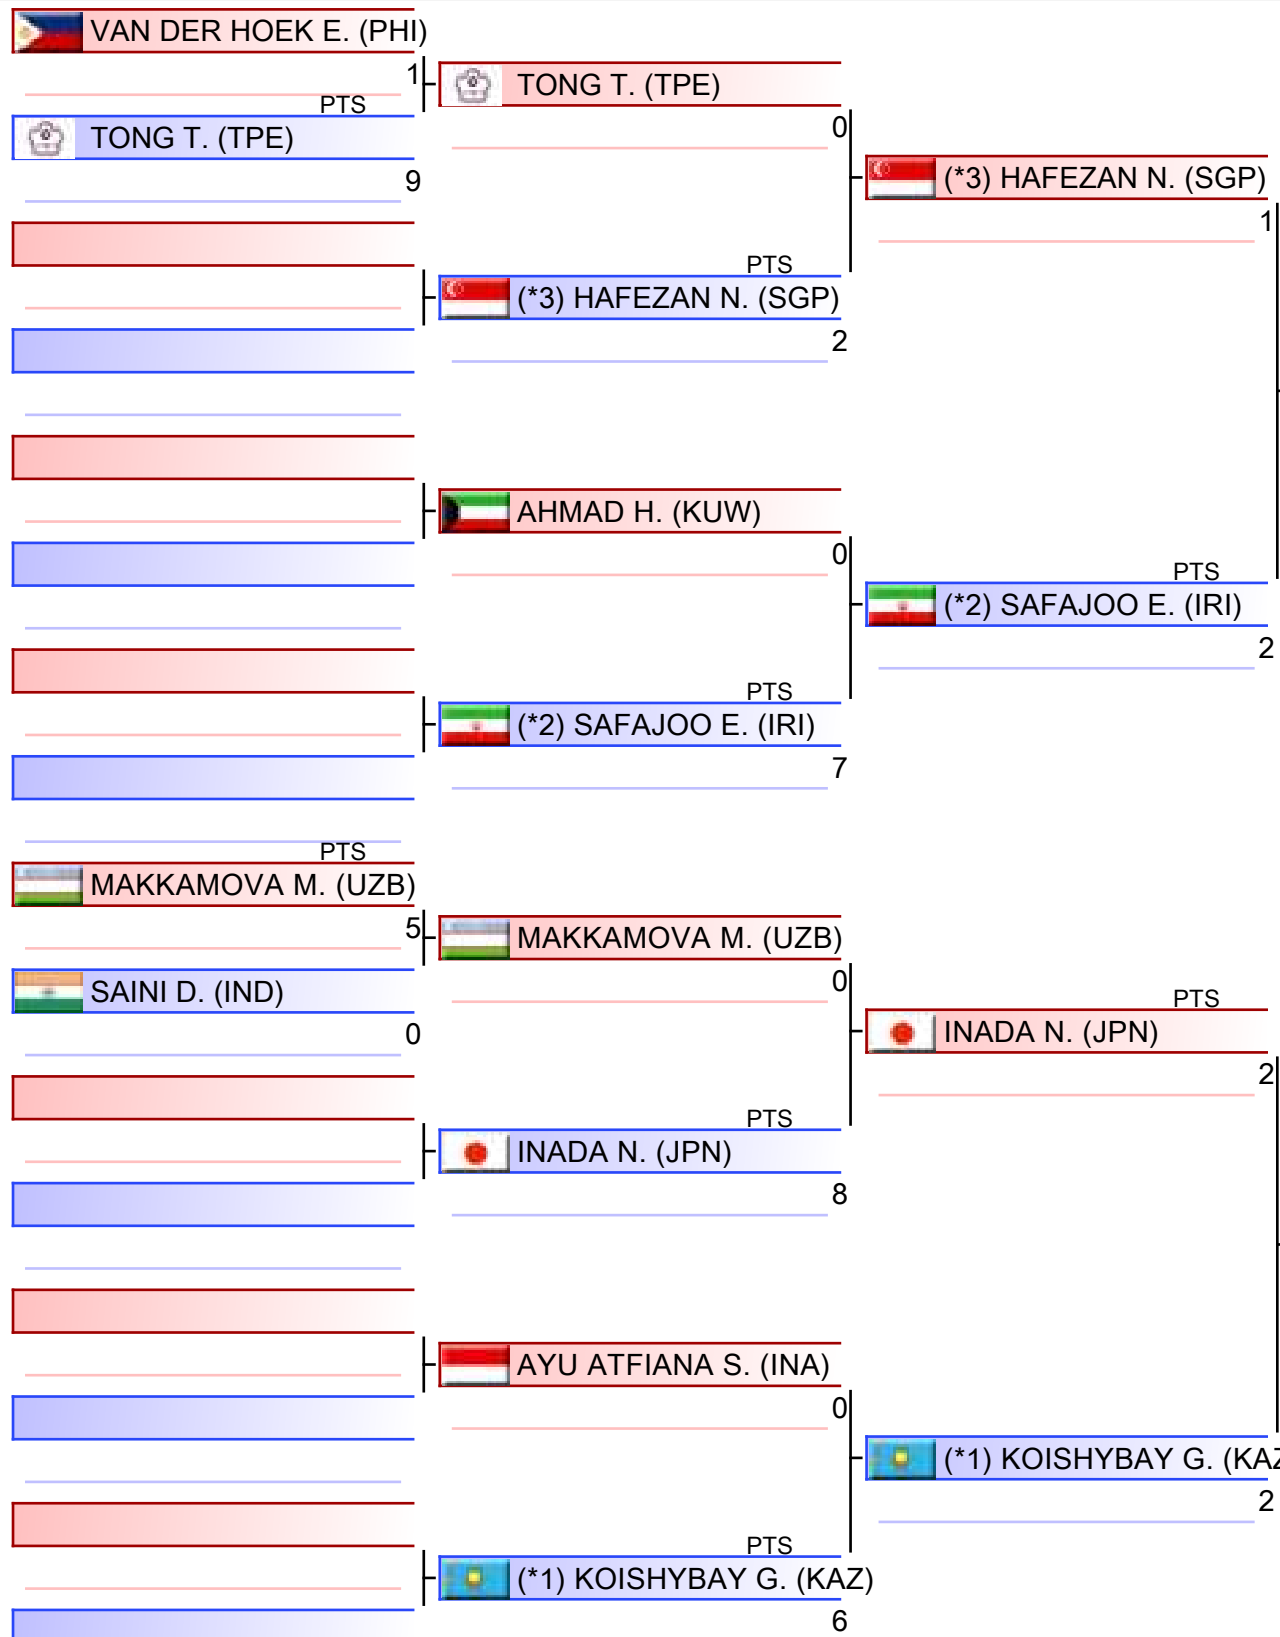 VAN DER HOEK E. (PHI)
1
PTS
TONG T. (TPE)
9
TONG T. (TPE)
0
PTS
(*3) HAFEZAN N. (SGP)
2
(*3) HAFEZAN N. (SGP)
1
AHMAD H. (KUW)
0
PTS
(*2) SAFAJOO E. (IRI)
7
PTS
(*2) SAFAJOO E. (IRI)
2
PTS
MAKKAMOVA M. (UZB)
5
SAINI D. (IND)
0
MAKKAMOVA M. (UZB)
0
PTS
INADA N. (JPN)
8
PTS
INADA N. (JPN)
2
AYU ATFIANA S. (INA)
0
PTS
(*1) KOISHYBAY G. (KAZ)
6
(*1) KOISHYBAY G. (KAZ
2